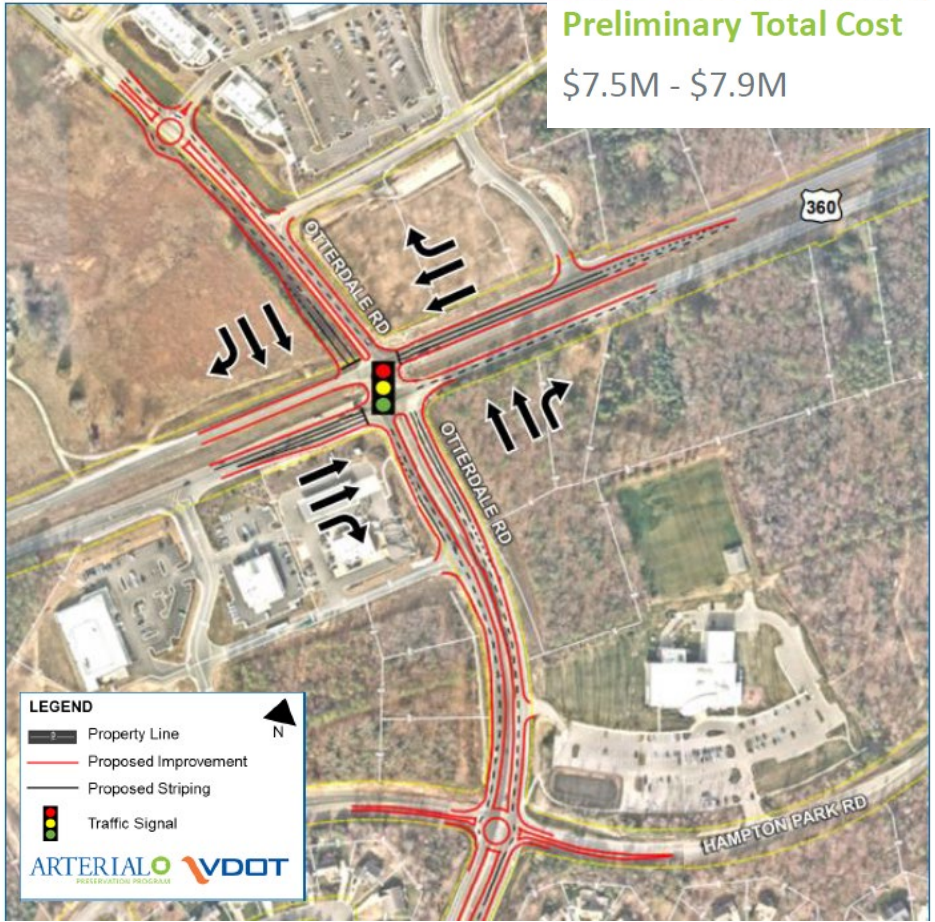 Preliminary Total Cost
$7.5M - $7.9M
360
OTTERDALE RD
OTTERDALE RD
HAMPTON PARK RD
LEGEND
N
Property Line
Proposed Improvement
Proposed Striping
Traffic Signal
ARTERIAL
PRESERVATION PROGRAM
VDOT